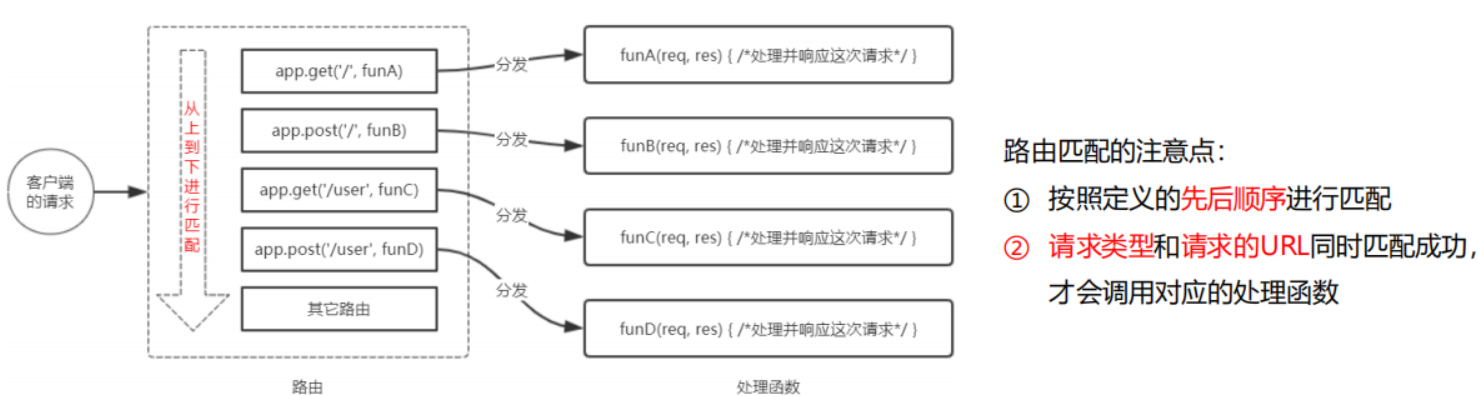 客户端
的请求
从上到下进行匹配
app.get('/', funA)
app.post('/', funB)
app.get('/user', funC)
app.post('/user', funD)
其它路由
路由
分发
分发
分发
分发
funA(req, res) { /*处理并响应这次请求*/ }
funB(req, res) { /*处理并响应这次请求*/ }
funC(req, res) { /*处理并响应这次请求*/ }
funD(req, res) { /*处理并响应这次请求*/ }
处理函数
路由匹配的注意点：
① 按照定义的先后顺序进行匹配
② 请求类型和请求的URL同时匹配成功，
才会调用对应的处理函数